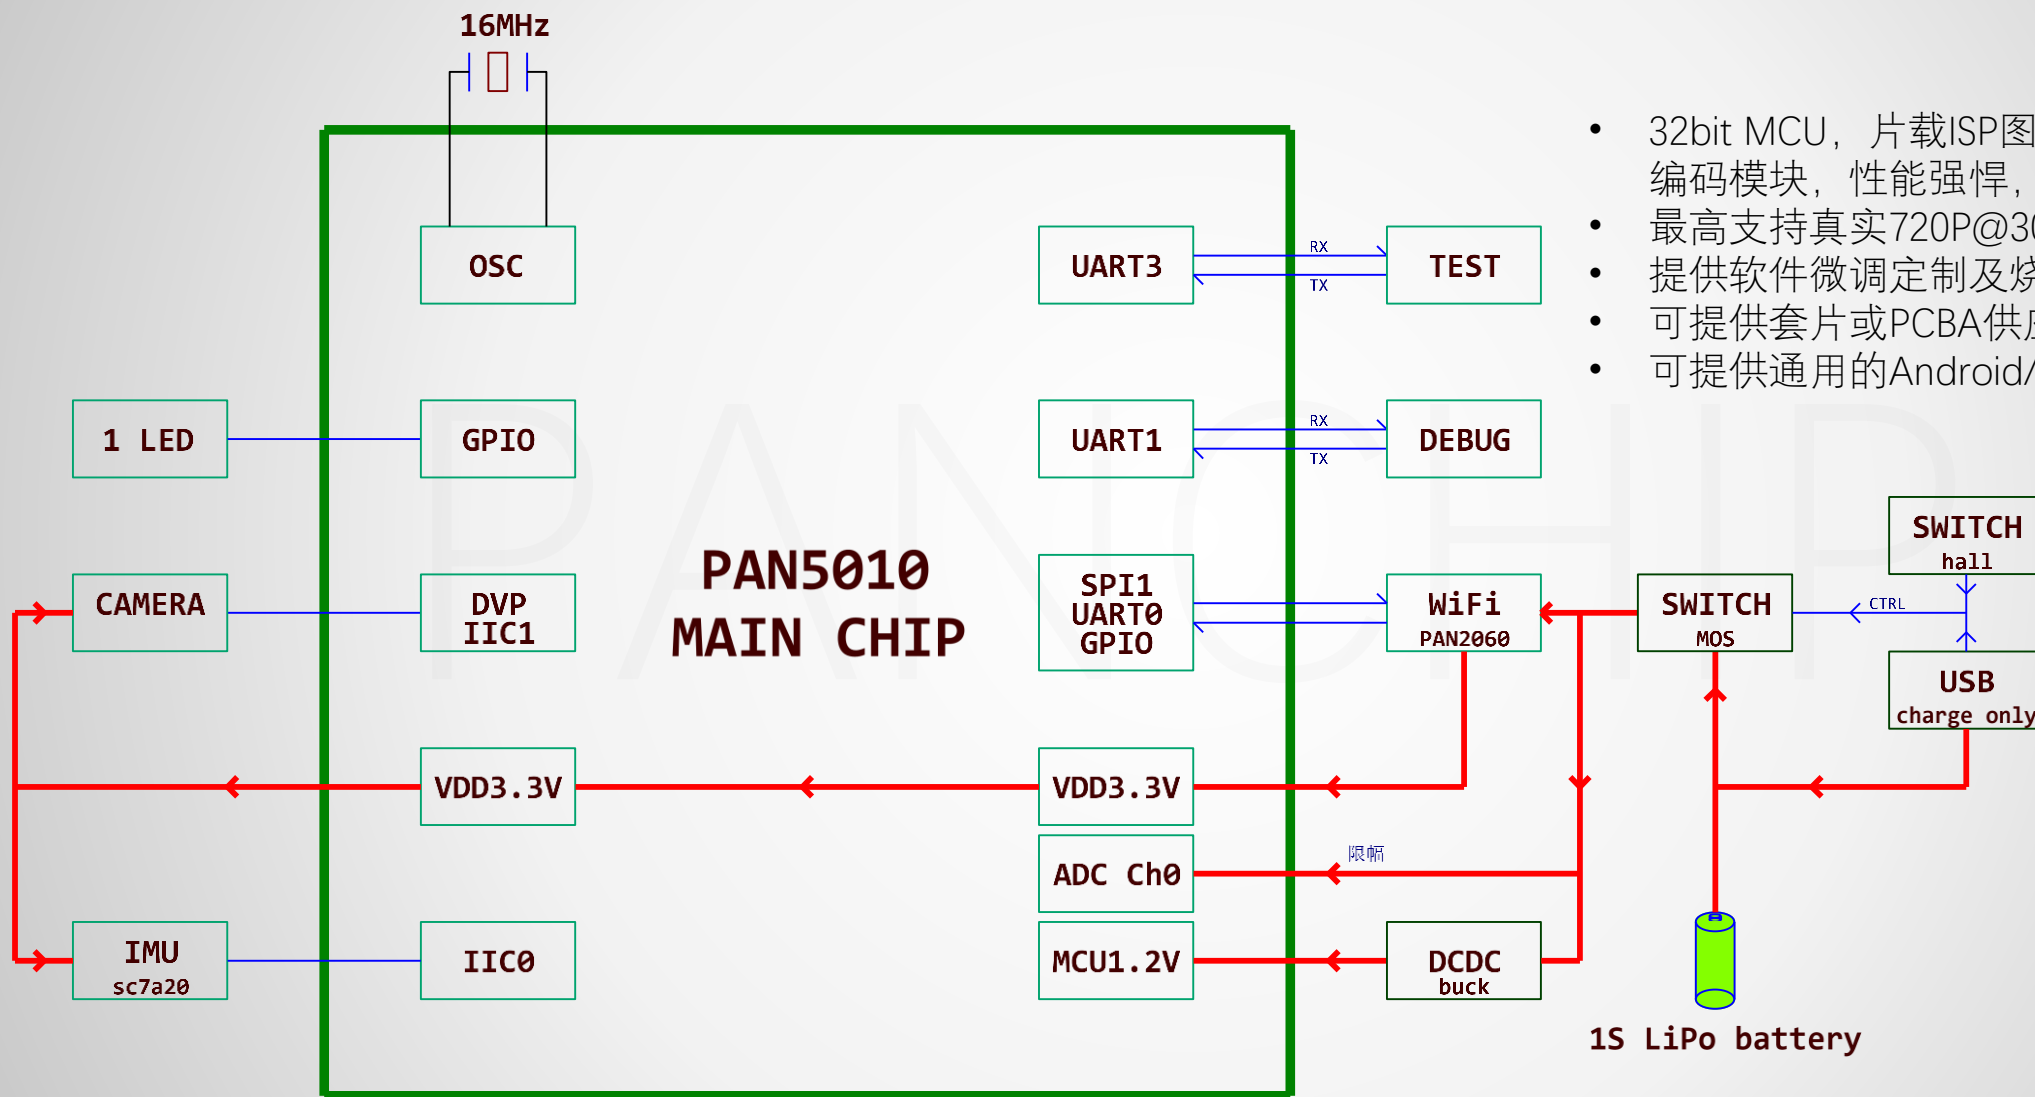 16MHz
OSC
UART3
RX
TX
TEST
1 LED
GPIO
UART1
RX
TX
DEBUG
PAN5010
MAIN CHIP
CAMERA
DVP
IIC1
SPI1
UART0
GPIO
WiFi
PAN2060
SWITCH
MOS
CTRL
SWITCH
hall
USB
charge only
VDD3.3V
VDD3.3V
ADC Ch0
限幅
IMU
sc7a20
IIC0
MCU1.2V
DCDC
buck
1S LiPo battery
• 32bit MCU，片载ISP图
编码模块，性能强悍，
• 最高支持真实720P@30
• 提供软件微调定制及烧
• 可提供套片或PCBA供应
• 可提供通用的Android/
PANCHIP